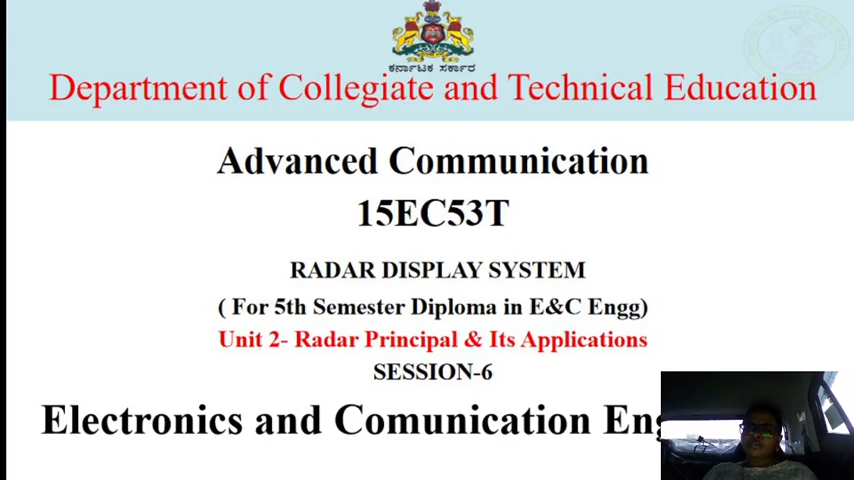 ಕರ್ನಾಟಕ ಸರ್ಕಾರ
Department of Collegiate and Technical Education
Advanced Communication
15EC53T
RADAR DISPLAY SYSTEM
( For 5th Semester Diploma in E&C Engg)
Unit 2- Radar Principal & Its Applications
SESSION-6
Electronics and Comunication Eng